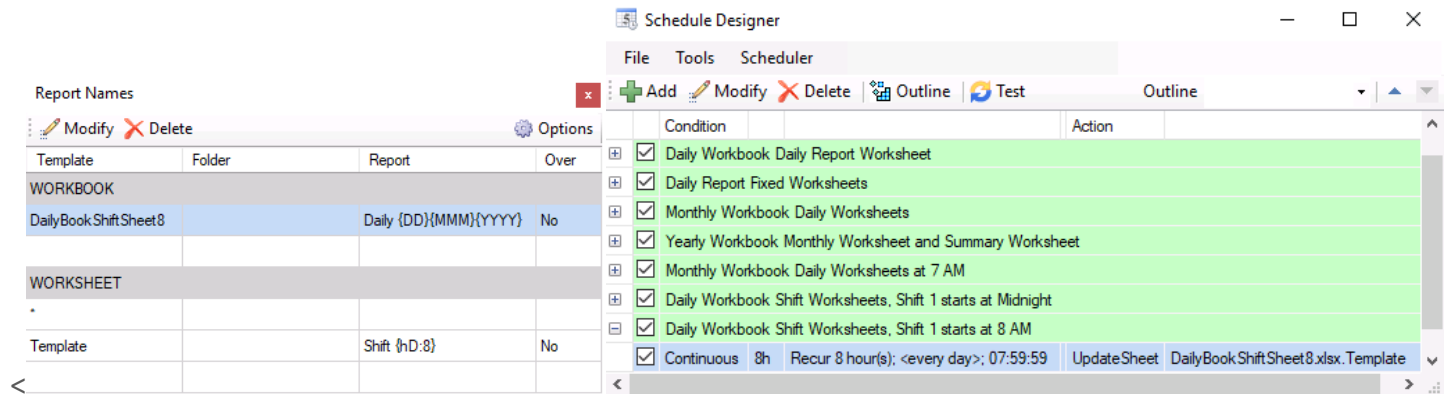 Report Names
x
Modify Delete Options
Template Folder Report Over
WORKBOOK
DailyBookShiftSheet8 Daily {DD}{MMM}{YYYY} No
WORKSHEET
*
Template Shift {hD:8} No
<
Schedule Designer
File Tools Scheduler
Add Modify Delete Outline Test Outline
Condition Action
Daily Workbook Daily Report Worksheet
Daily Report Fixed Worksheets
Monthly Workbook Daily Worksheets
Yearly Workbook Monthly Worksheet and Summary Worksheet
Monthly Workbook Daily Worksheets at 7 AM
Daily Workbook Shift Worksheets, Shift 1 starts at Midnight
Daily Workbook Shift Worksheets, Shift 1 starts at 8 AM
Continuous 8h Recur 8 hour(s); <every day>; 07:59:59 UpdateSheet DailyBookShiftSheet8.xlsx.Template